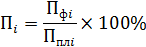 Пᵢ = Пфᵢ / Пплᵢ × 100%